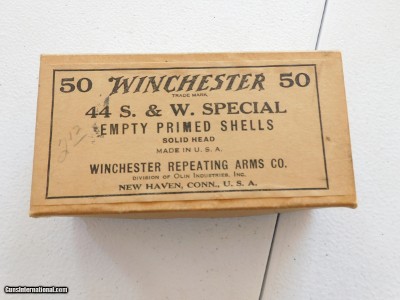 50 WINCHESTER 50
TRADE MARK
44 S. & W. SPECIAL
EMPTY PRIMED SHELLS
SOLID HEAD
MADE IN U.S.A.
WINCHESTER REPEATING ARMS CO.
DIVISION OF OLIN INDUSTRIES, INC.
NEW HAVEN, CONN., U. S. A.
GunsInternational.com